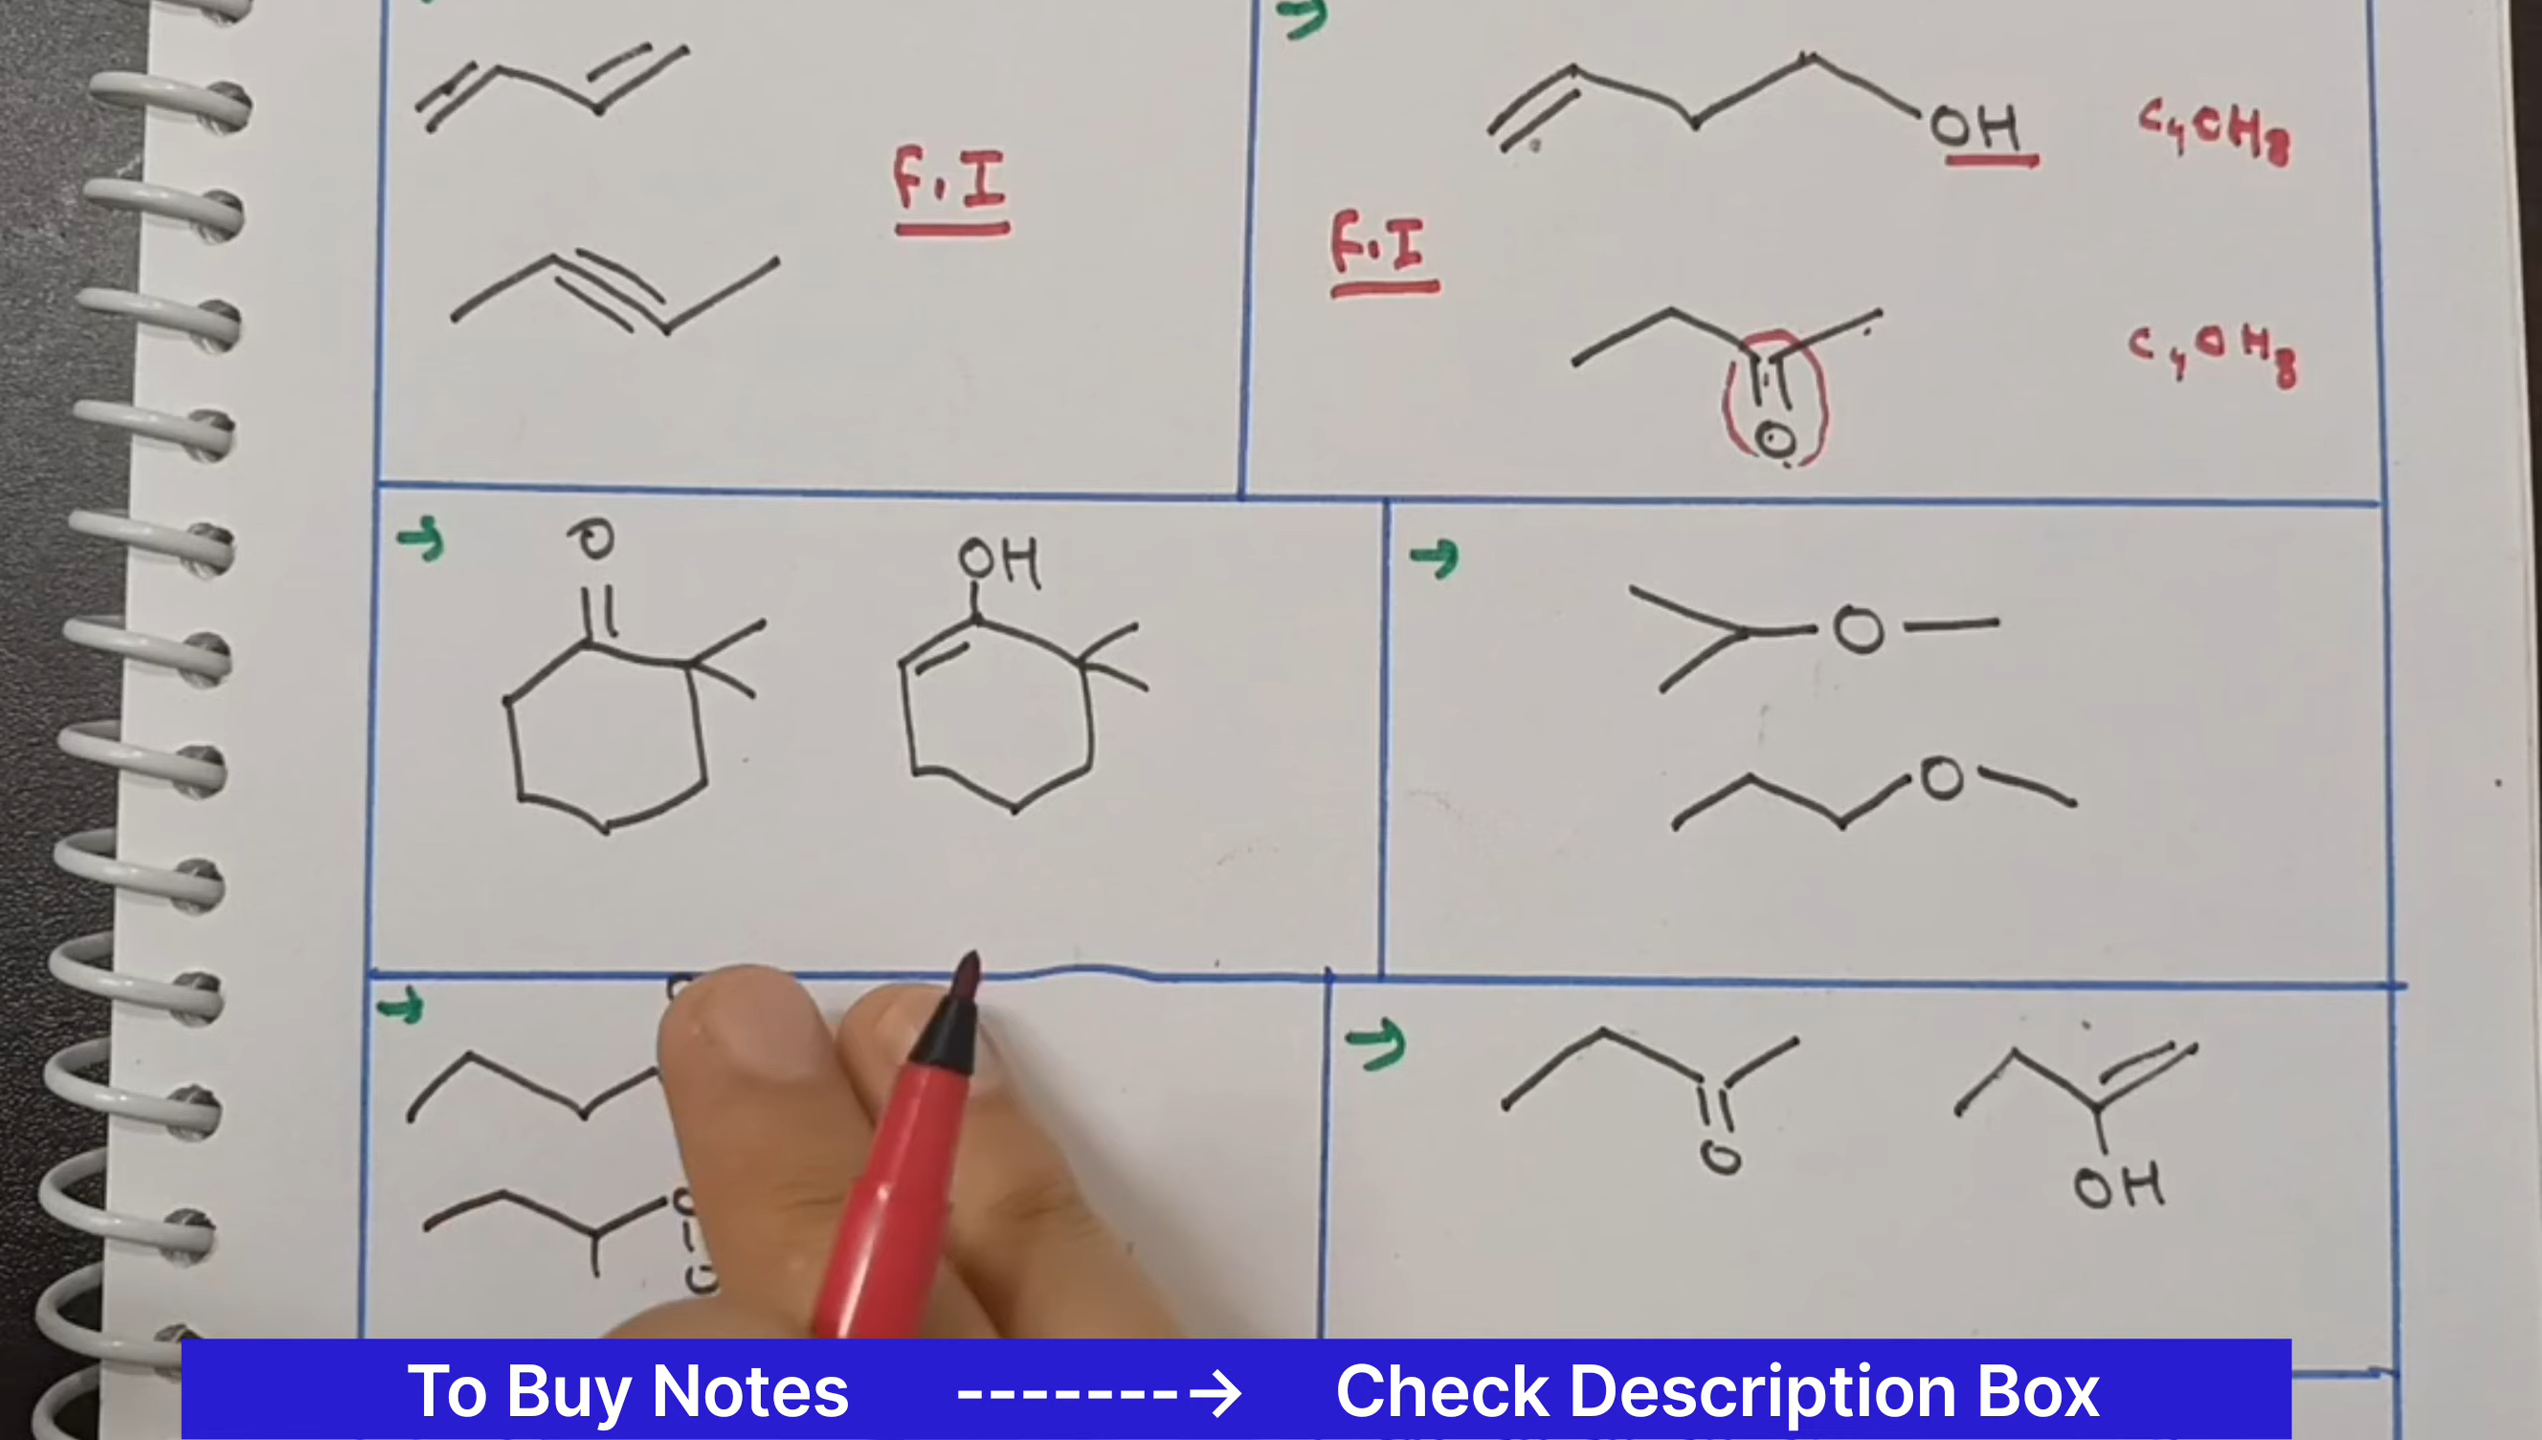 OH C4OH8
F.I
F.I
C4OH8
O
O
OH
O
O
O
OH
To Buy Notes -------→ Check Description Box